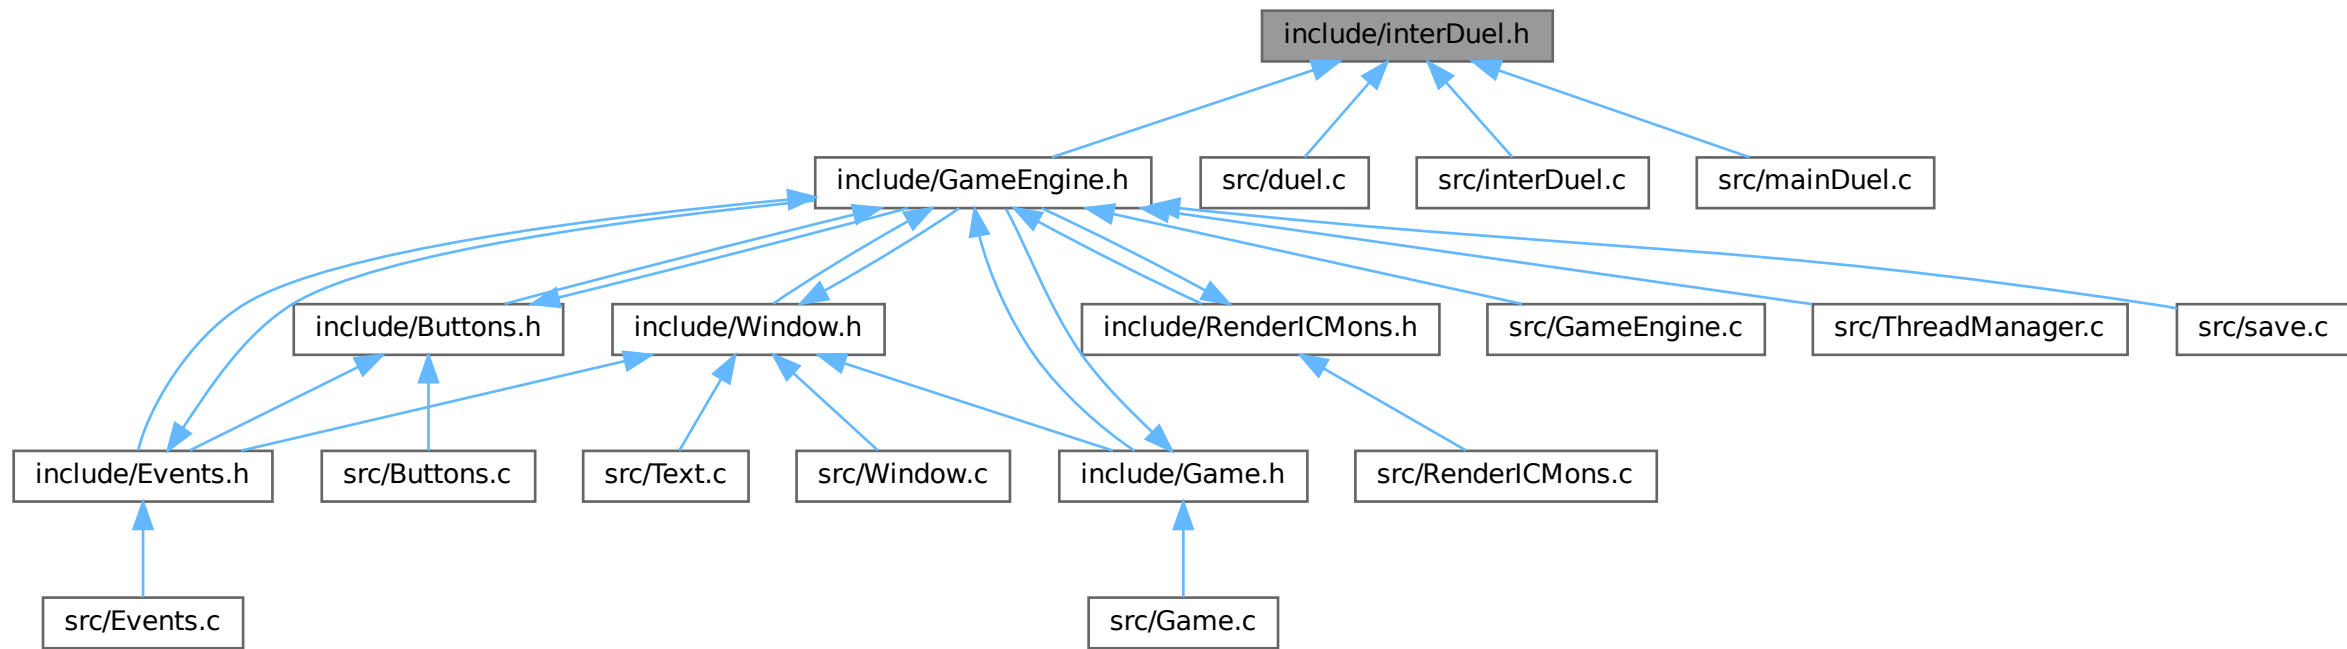 include/interDuel.h
include/GameEngine.h
src/duel.c
src/interDuel.c
src/mainDuel.c
include/Buttons.h
include/Window.h
include/RenderICMons.h
src/GameEngine.c
src/ThreadManager.c
src/save.c
include/Events.h
src/Buttons.c
src/Text.c
src/Window.c
include/Game.h
src/RenderICMons.c
src/Events.c
src/Game.c